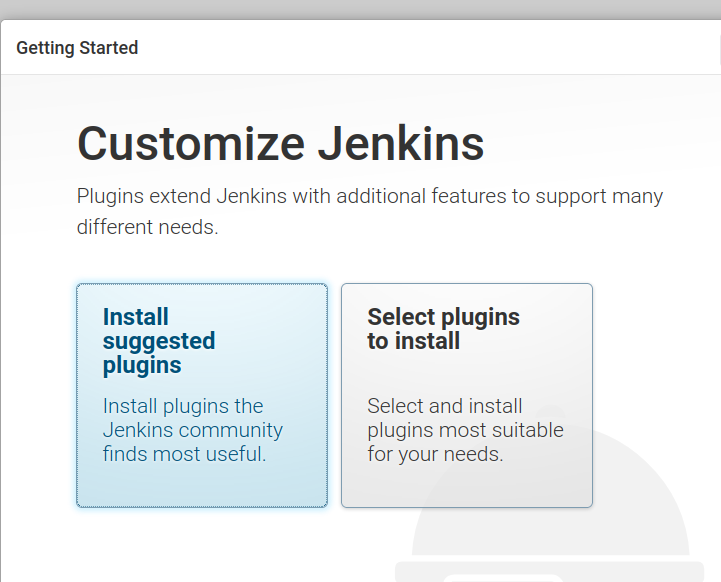 Getting Started
Customize Jenkins
Plugins extend Jenkins with additional features to support many
different needs.
Install
suggested
plugins
Install plugins the
Jenkins community
finds most useful.
Select plugins
to install
Select and install
plugins most suitable
for your needs.